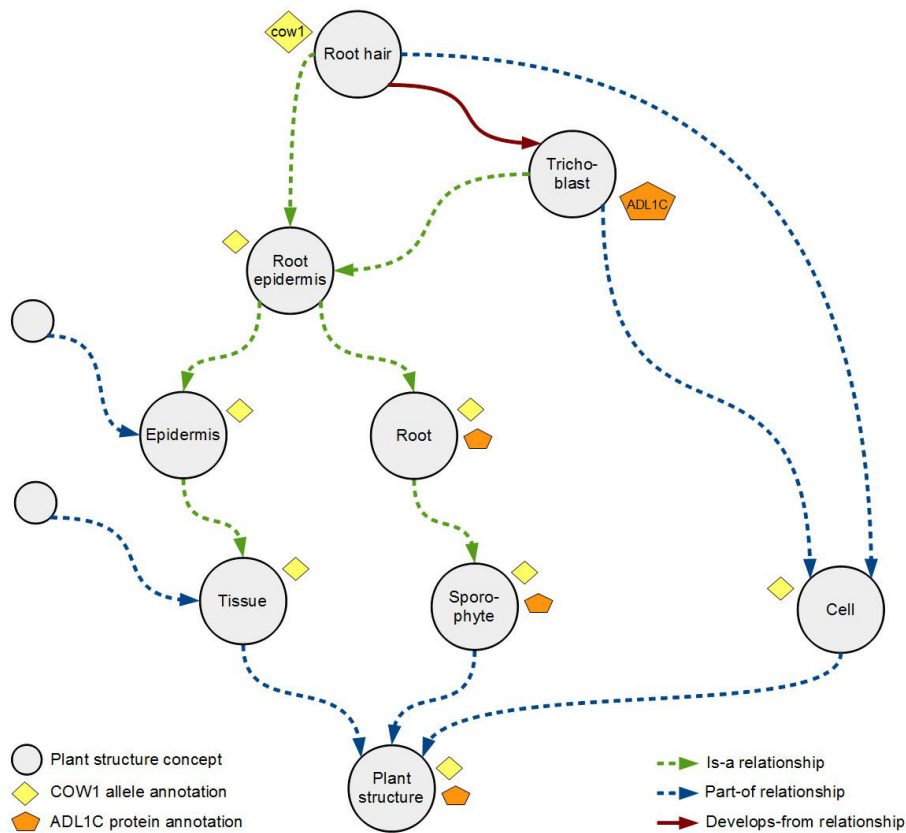 cow1
Root hair
Tricho-
blast
ADL1C
Root
epidermis
Epidermis
Root
Tissue
Sporo-
phyte
Cell
Plant
structure
Plant structure concept
COW1 allele annotation
ADL1C protein annotation
Is-a relationship
Part-of relationship
Develops-from relationship